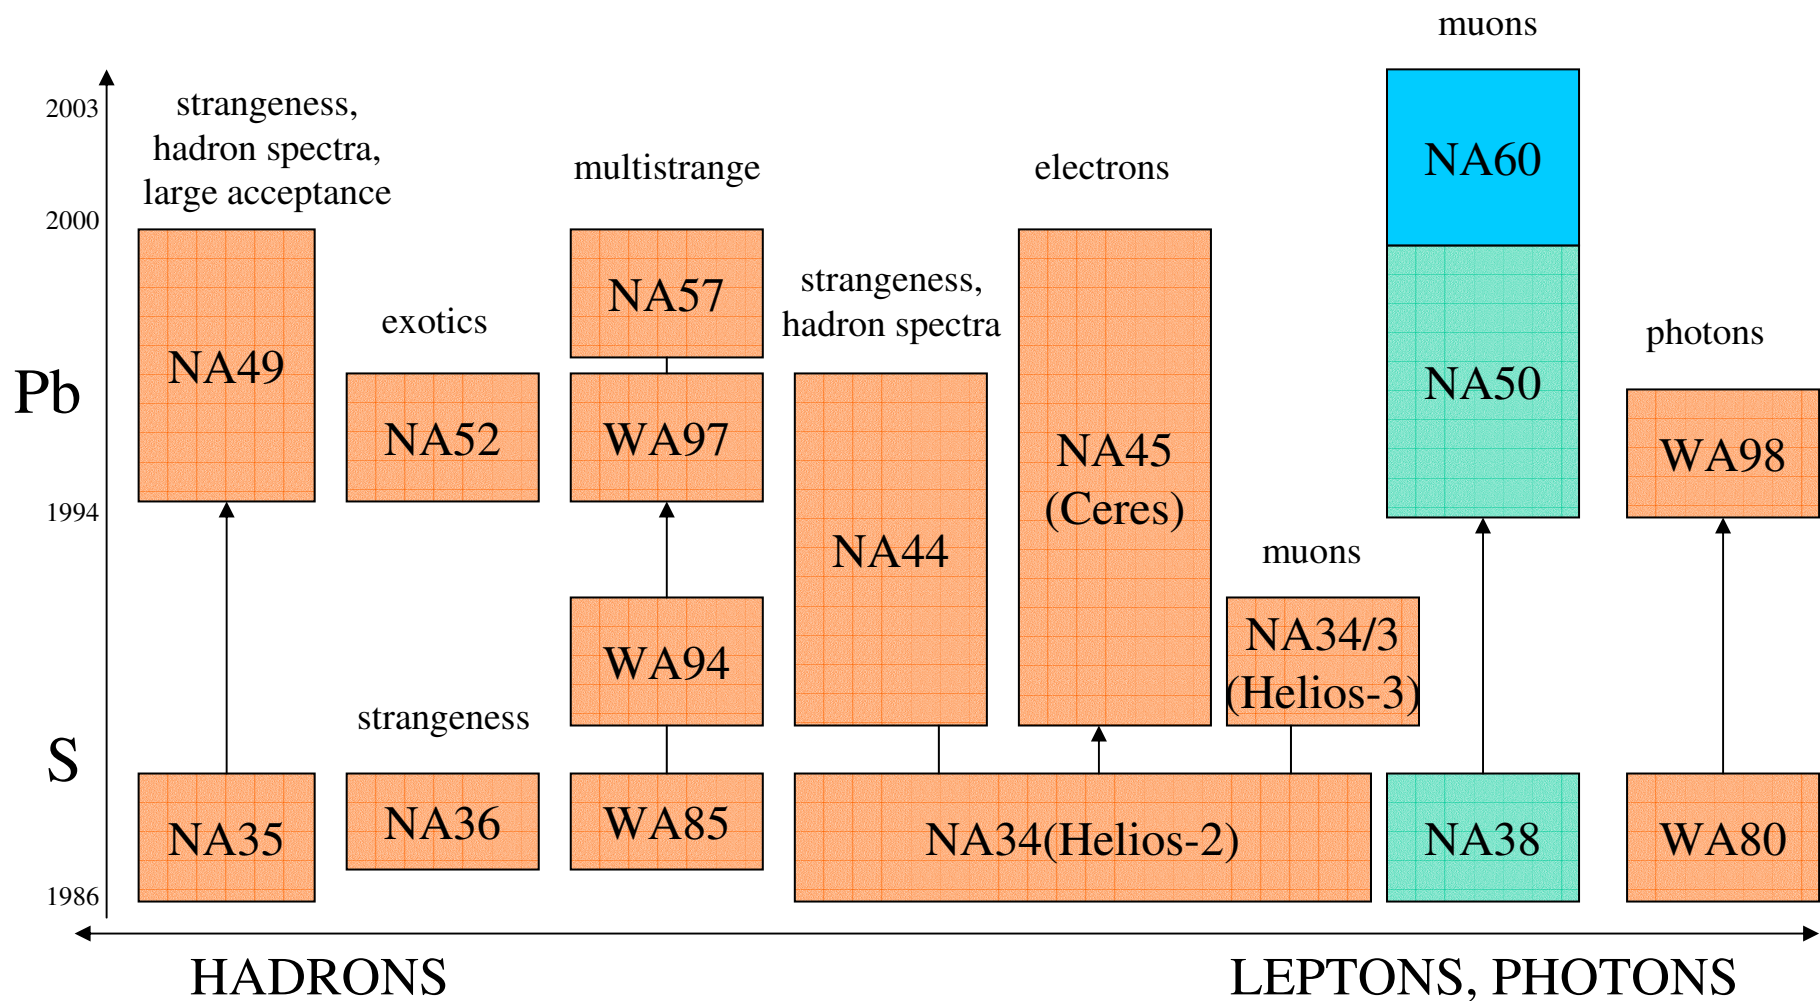 muons
2003
strangeness,
hadron spectra,
large acceptance
multistrange
electrons
NA60
2000
strangeness,
hadron spectra
exotics
NA57
photons
Pb
NA49
NA52
WA97
NA45
(Ceres)
NA50
WA98
1994
NA44
muons
NA34/3
(Helios-3)
WA94
strangeness
S
NA35
NA36
WA85
NA34(Helios-2)
NA38
WA80
1986
HADRONS
LEPTONS, PHOTONS